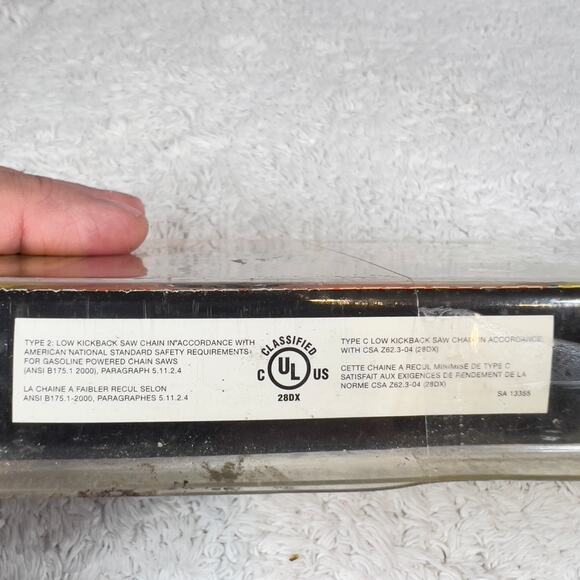 TYPE 2: LOW KICKBACK SAW CHAIN IN ACCORDANCE WITH
AMERICAN NATIONAL STANDARD SAFETY REQUIREMENTS
FOR GASOLINE POWERED CHAIN SAWS
(ANSI B175.1 2000), PARAGRAPH 5.11.2.4
LA CHAINE A FAIBLER RECUL SELON
ANSI B175.1-2000, PARAGRAPHES 5.11.2.4
CLASSIFIED
C UL US
28DX
TYPE C LOW KICKBACK SAW CHAIN IN ACCORDANCE
WITH CSA Z62.3-04 (28DX)
CETTE CHAINE A RECUL MINIMISE DE TYPE C
SATISFAIT AUX EXIGENCES DE RENDEMENT DE LA
NORME CSA Z62.3-04 (28DX)
SA 13355